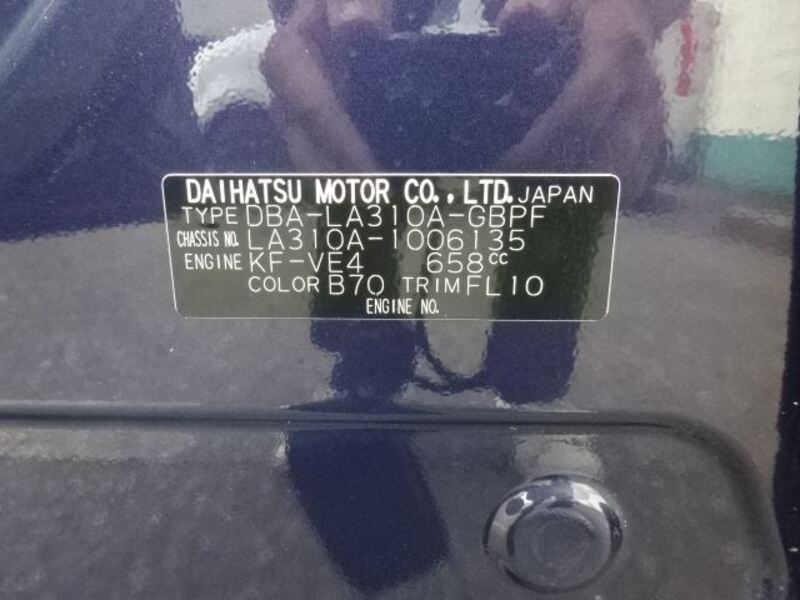 DAIHATSU MOTOR CO., LTD. JAPAN
TYPE DBA-LA310A-GBPF
CHASSIS NO. LA310A-1006135
ENGINE KF-VE4 658cc
COLOR B70 TRIM FL10
ENGINE NO.